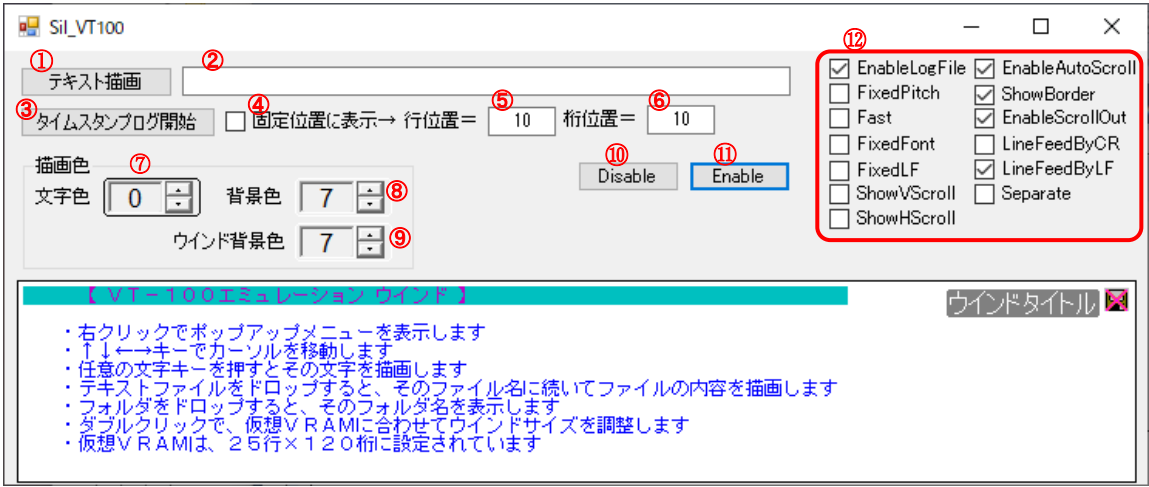 Sil_VT100
① テキスト描画 ②
③ タイムスタンプログ開始 ④ 固定位置に表示→ 行位置＝ ⑤ 10 桁位置＝ ⑥ 10
描画色 ⑦
文字色 0 背景色 7 ⑧
ウインド背景色 7 ⑨
⑩ Disable ⑪ Enable
⑫
EnableLogFile EnableAutoScroll
FixedPitch ShowBorder
Fast EnableScrollOut
FixedFont LineFeedByCR
FixedLF LineFeedByLF
ShowVScroll Separate
ShowHScroll
【 ＶＴ－１００エミュレーション ウインド 】
ウインドタイトル
・右クリックでポップアップメニューを表示します
・↑↓←→キーでカーソルを移動します
・任意の文字キーを押すとその文字を描画します
・テキストファイルをドロップすると、そのファイル名に続いてファイルの内容を描画します
・フォルダをドロップすると、そのフォルダ名を表示します
・ダブルクリックで、仮想ＶＲＡＭに合わせてウインドサイズを調整します
・仮想ＶＲＡＭは、２５行×１２０桁に設定されています